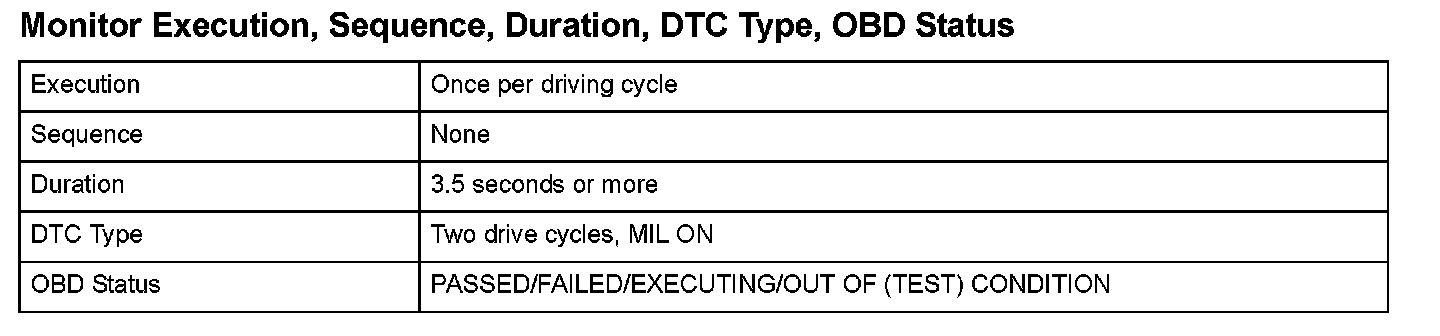 Monitor Execution, Sequence, Duration, DTC Type, OBD Status
Execution Once per driving cycle
Sequence None
Duration 3.5 seconds or more
DTC Type Two drive cycles, MIL ON
OBD Status PASSED/FAILED/EXECUTING/OUT OF (TEST) CONDITION